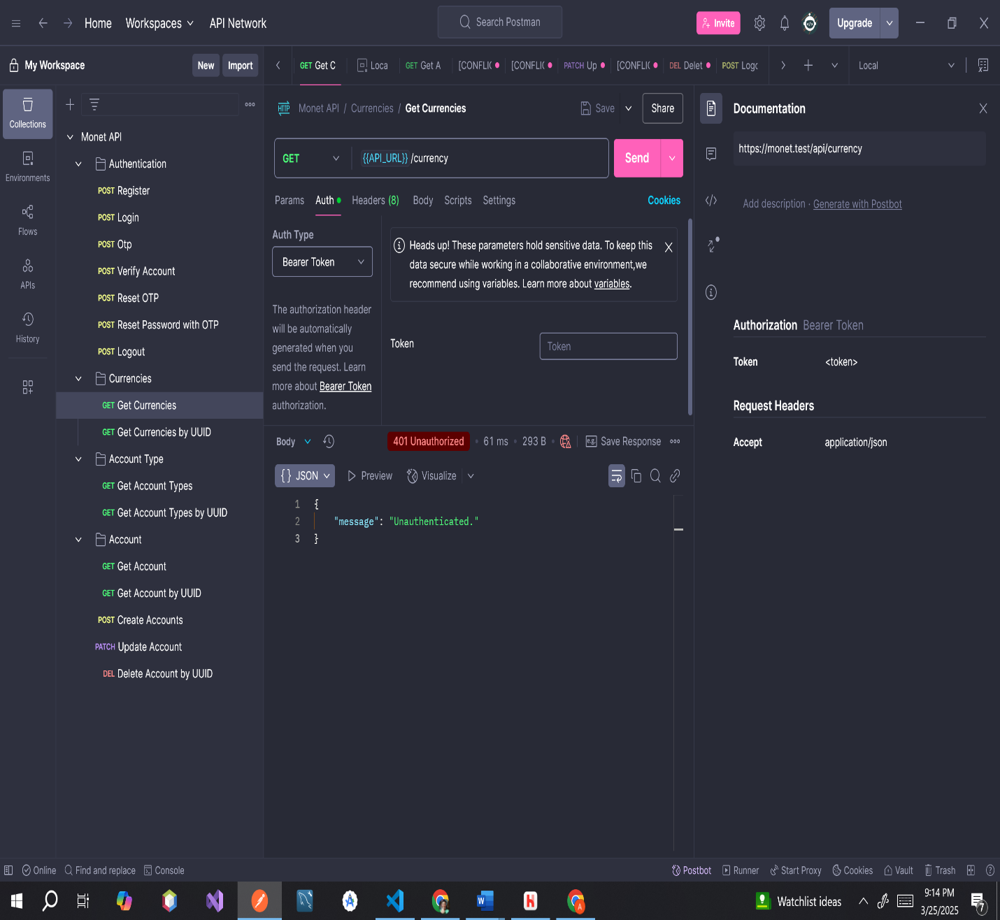 Home
Workspaces
API Network
Search Postman
Invite
Upgrade
My Workspace
New
Import
GET Get C
Loca
GET Get A
[CONFLIC
[CONFLIC
PATCH Up
[CONFLIC
DEL Delet
POST Logo
Local
Collections
Environments
Flows
APIs
History
Monet API
Authentication
POST Register
POST Login
POST Otp
POST Verify Account
POST Reset OTP
POST Reset Password with OTP
POST Logout
Currencies
GET Get Currencies
GET Get Currencies by UUID
Account Type
GET Get Account Types
GET Get Account Types by UUID
Account
GET Get Account
GET Get Account by UUID
POST Create Accounts
PATCH Update Account
DEL Delete Account by UUID
HTTP
Monet API / Currencies / Get Currencies
Save
Share
GET
{{API_URL}} /currency
Send
Params
Auth
Headers (8)
Body
Scripts
Settings
Cookies
Auth Type
Bearer Token
The authorization header
will be automatically
generated when you
send the request. Learn
more about Bearer Token
authorization.
Heads up! These parameters hold sensitive data. To keep this
data secure while working in a collaborative environment,we
recommend using variables. Learn more about variables.
Token
Token
Body
401 Unauthorized
61 ms
293 B
e.g.
Save Response
{} JSON
Preview
Visualize
1 {
2 "message": "Unauthenticated."
3 }
Documentation
https://monet.test/api/currency
Add description · Generate with Postbot
Authorization Bearer Token
Token <token>
Request Headers
Accept application/json
Online
Find and replace
Console
Postbot
Runner
Start Proxy
Cookies
Vault
Trash
Watchlist ideas
9:14 PM
3/25/2025
7